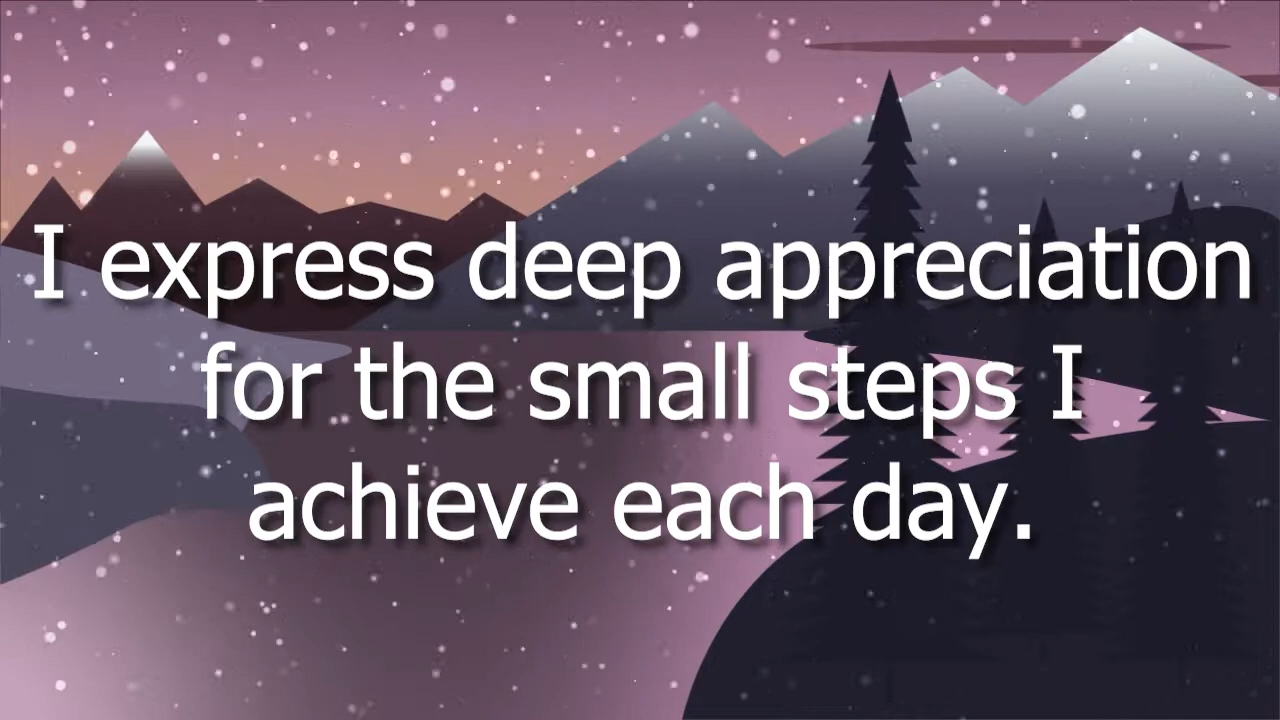 I express deep appreciation
for the small steps I
achieve each day.